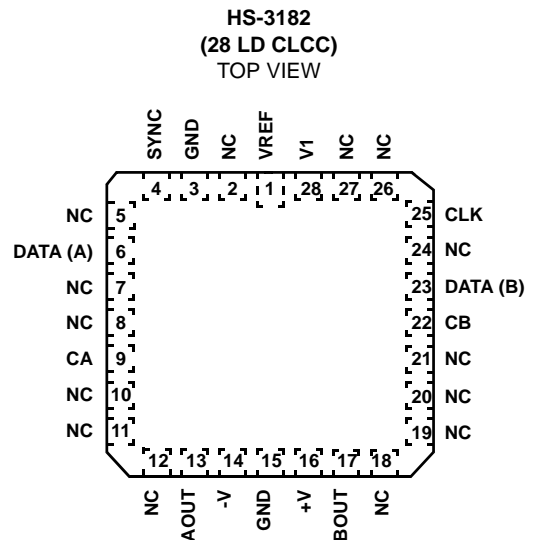 HS-3182
(28 LD CLCC)
TOP VIEW
SYNC
GND
NC
VREF
V1
NC
NC
4
3
2
1
28
27
26
NC 5
25 CLK
DATA (A) 6
24 NC
NC 7
23 DATA (B)
NC 8
22 CB
CA 9
21 NC
NC 10
20 NC
NC 11
19 NC
12
13
14
15
16
17
18
NC
AOUT
-V
GND
+V
BOUT
NC